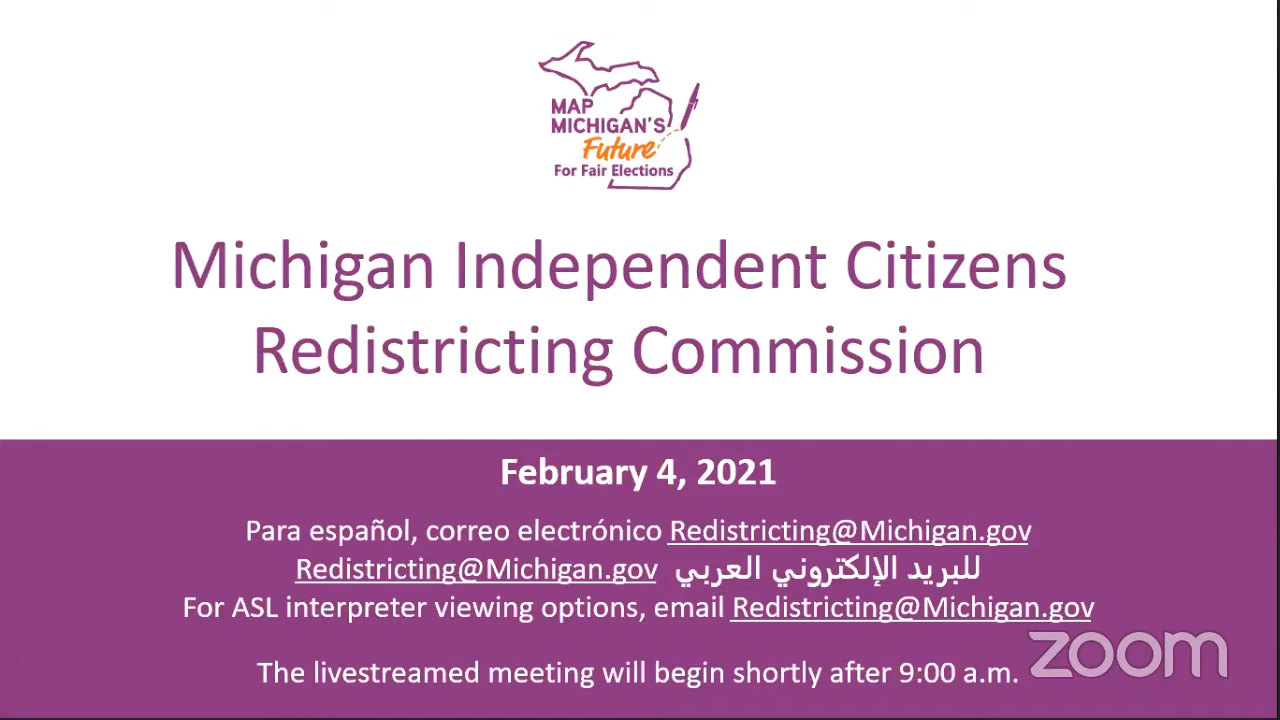 MAP
MICHIGAN'S
Future
For Fair Elections
Michigan Independent Citizens
Redistricting Commission
February 4, 2021
Para español, correo electrónico Redistricting@Michigan.gov
Redistricting@Michigan.gov للبريد الإلكتروني العربي
For ASL interpreter viewing options, email Redistricting@Michigan.gov
The livestreamed meeting will begin shortly after 9:00 a.m.
zoom